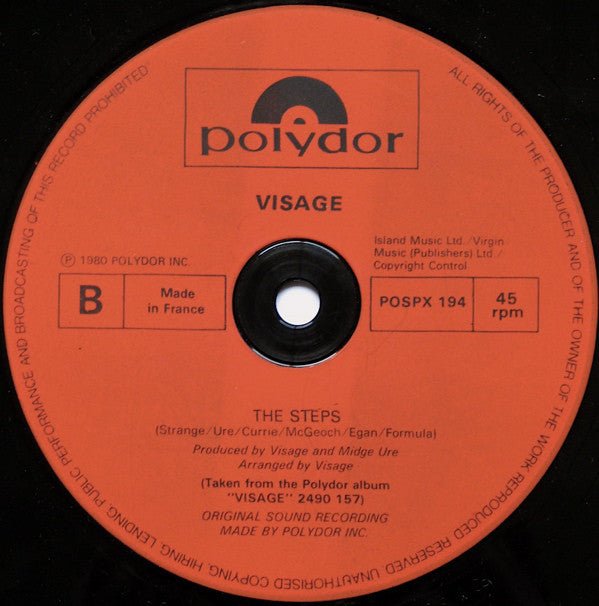 polydor
VISAGE
Island Music Ltd./Virgin
Music (Publishers) Ltd /
Copyright Control
℗ 1980 POLYDOR INC.
B
Made
in France
POSPX 194
45
rpm
THE STEPS
(Strange/Ure/Currie/McGeoch/Egan/Formula)
Produced by Visage and Midge Ure
Arranged by Visage
(Taken from the Polydor album
"VISAGE" 2490 157)
ORIGINAL SOUND RECORDING
MADE BY POLYDOR INC.
ALL RIGHTS OF THE PRODUCER AND OF THE OWNER OF THE WORK REPRODUCED RESERVED. UNAUTHORISED COPYING, HIRING, LENDING, PUBLIC PERFORMANCE AND BROADCASTING OF THIS RECORD PROHIBITED